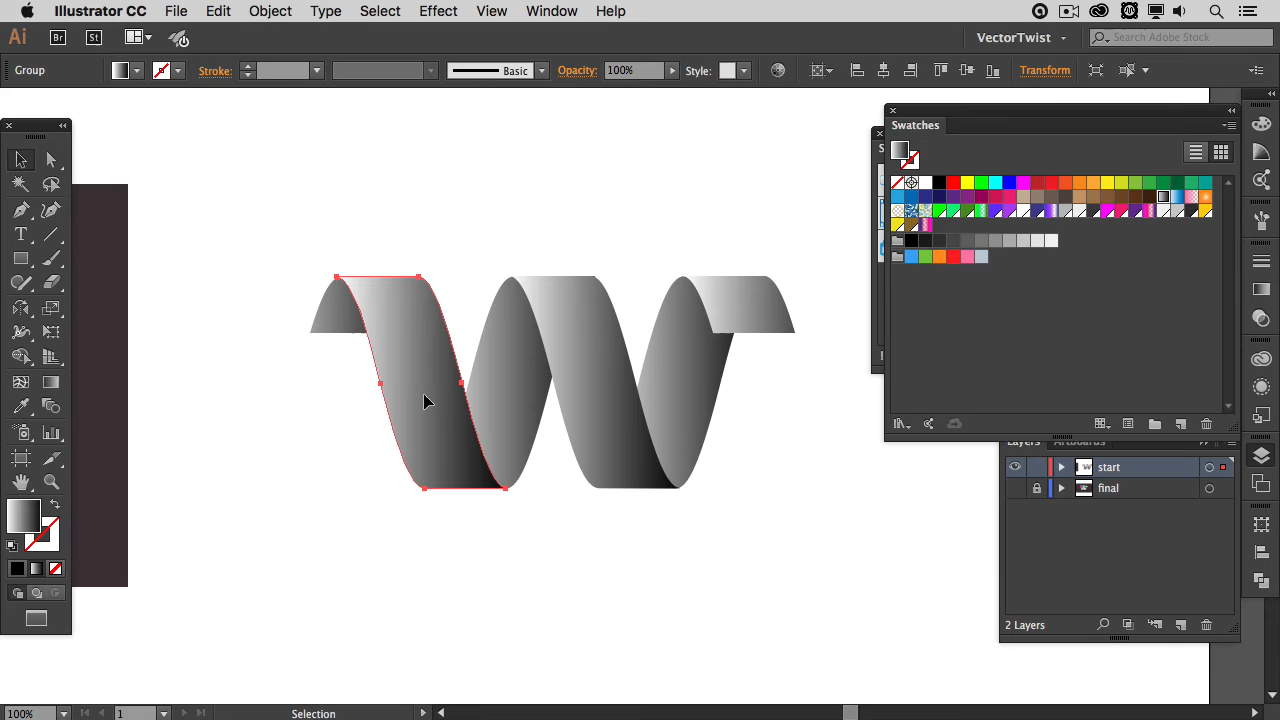 Illustrator CC File Edit Object Type Select Effect View Window Help
Ai Br St VectorTwist Search Adobe Stock
Group Stroke: Basic Opacity: 100% Style: Transform
Swatches
Layers Artboards
start
final
2 Layers
100% 1 Selection